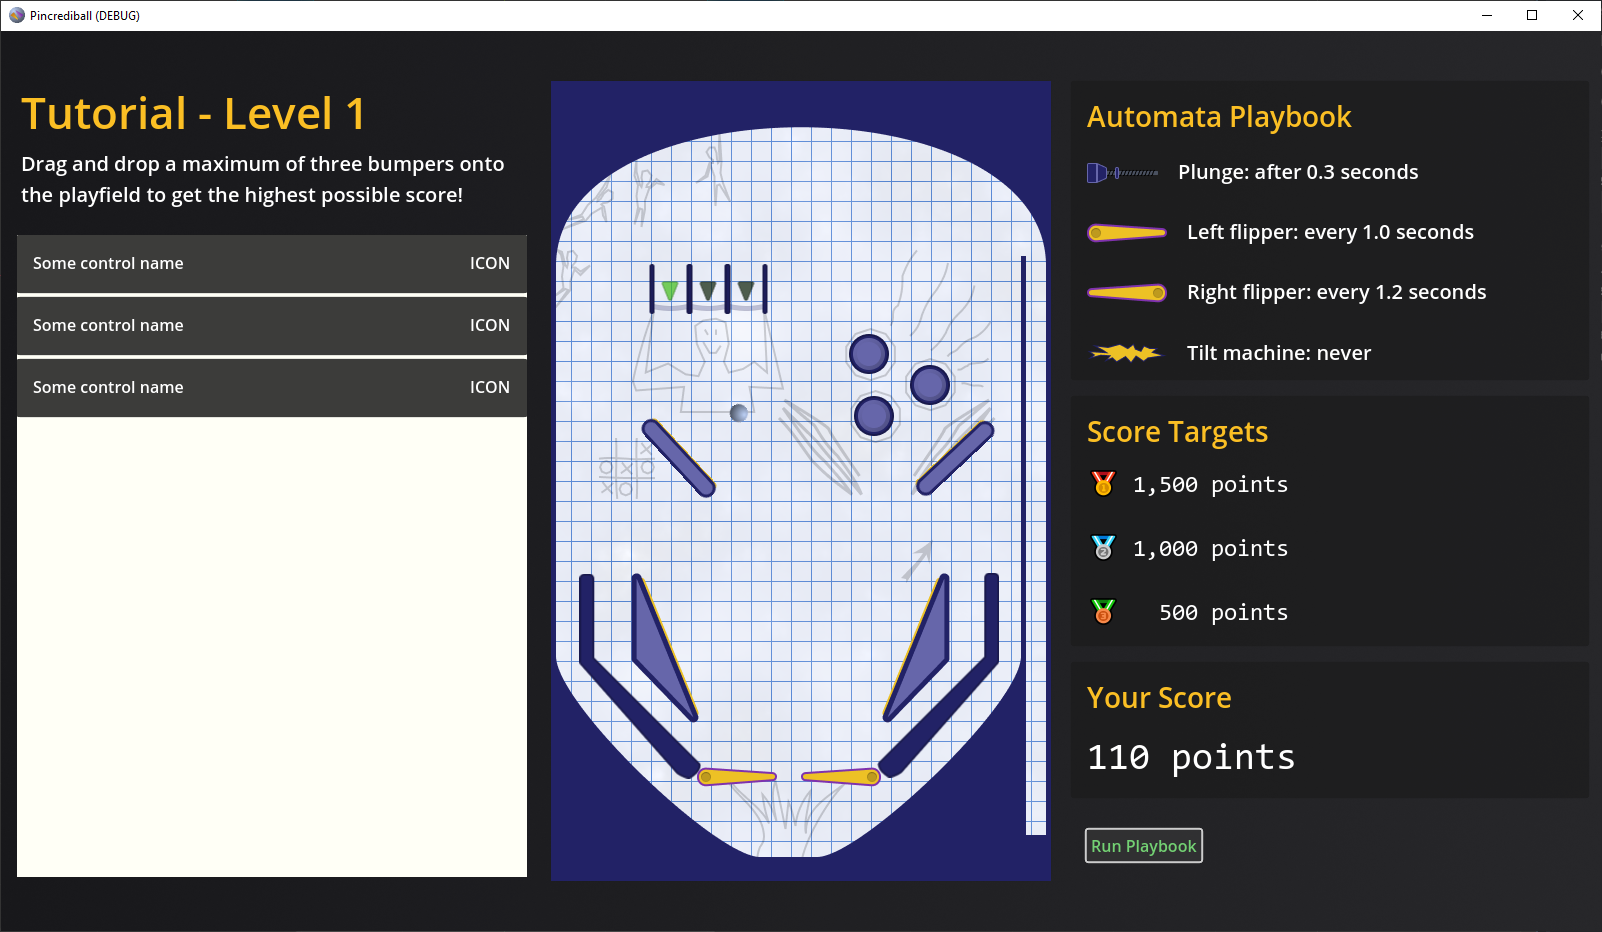 Pincrediball (DEBUG)
Tutorial - Level 1
Drag and drop a maximum of three bumpers onto
the playfield to get the highest possible score!
Some control name ICON
Some control name ICON
Some control name ICON
Automata Playbook
Plunge: after 0.3 seconds
Left flipper: every 1.0 seconds
Right flipper: every 1.2 seconds
Tilt machine: never
Score Targets
1,500 points
1,000 points
500 points
Your Score
110 points
Run Playbook